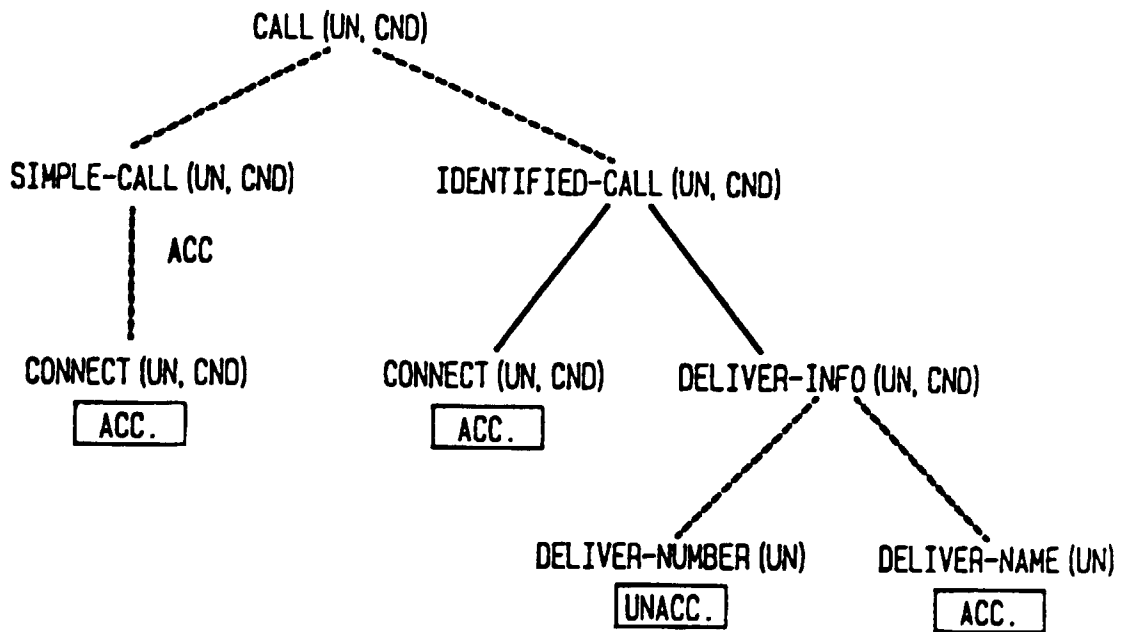 CALL (UN, CND)
SIMPLE-CALL (UN, CND)
IDENTIFIED-CALL (UN, CND)
ACC
CONNECT (UN, CND)
CONNECT (UN, CND)
DELIVER-INFO (UN, CND)
ACC.
ACC.
DELIVER-NUMBER (UN)
DELIVER-NAME (UN)
UNACC.
ACC.